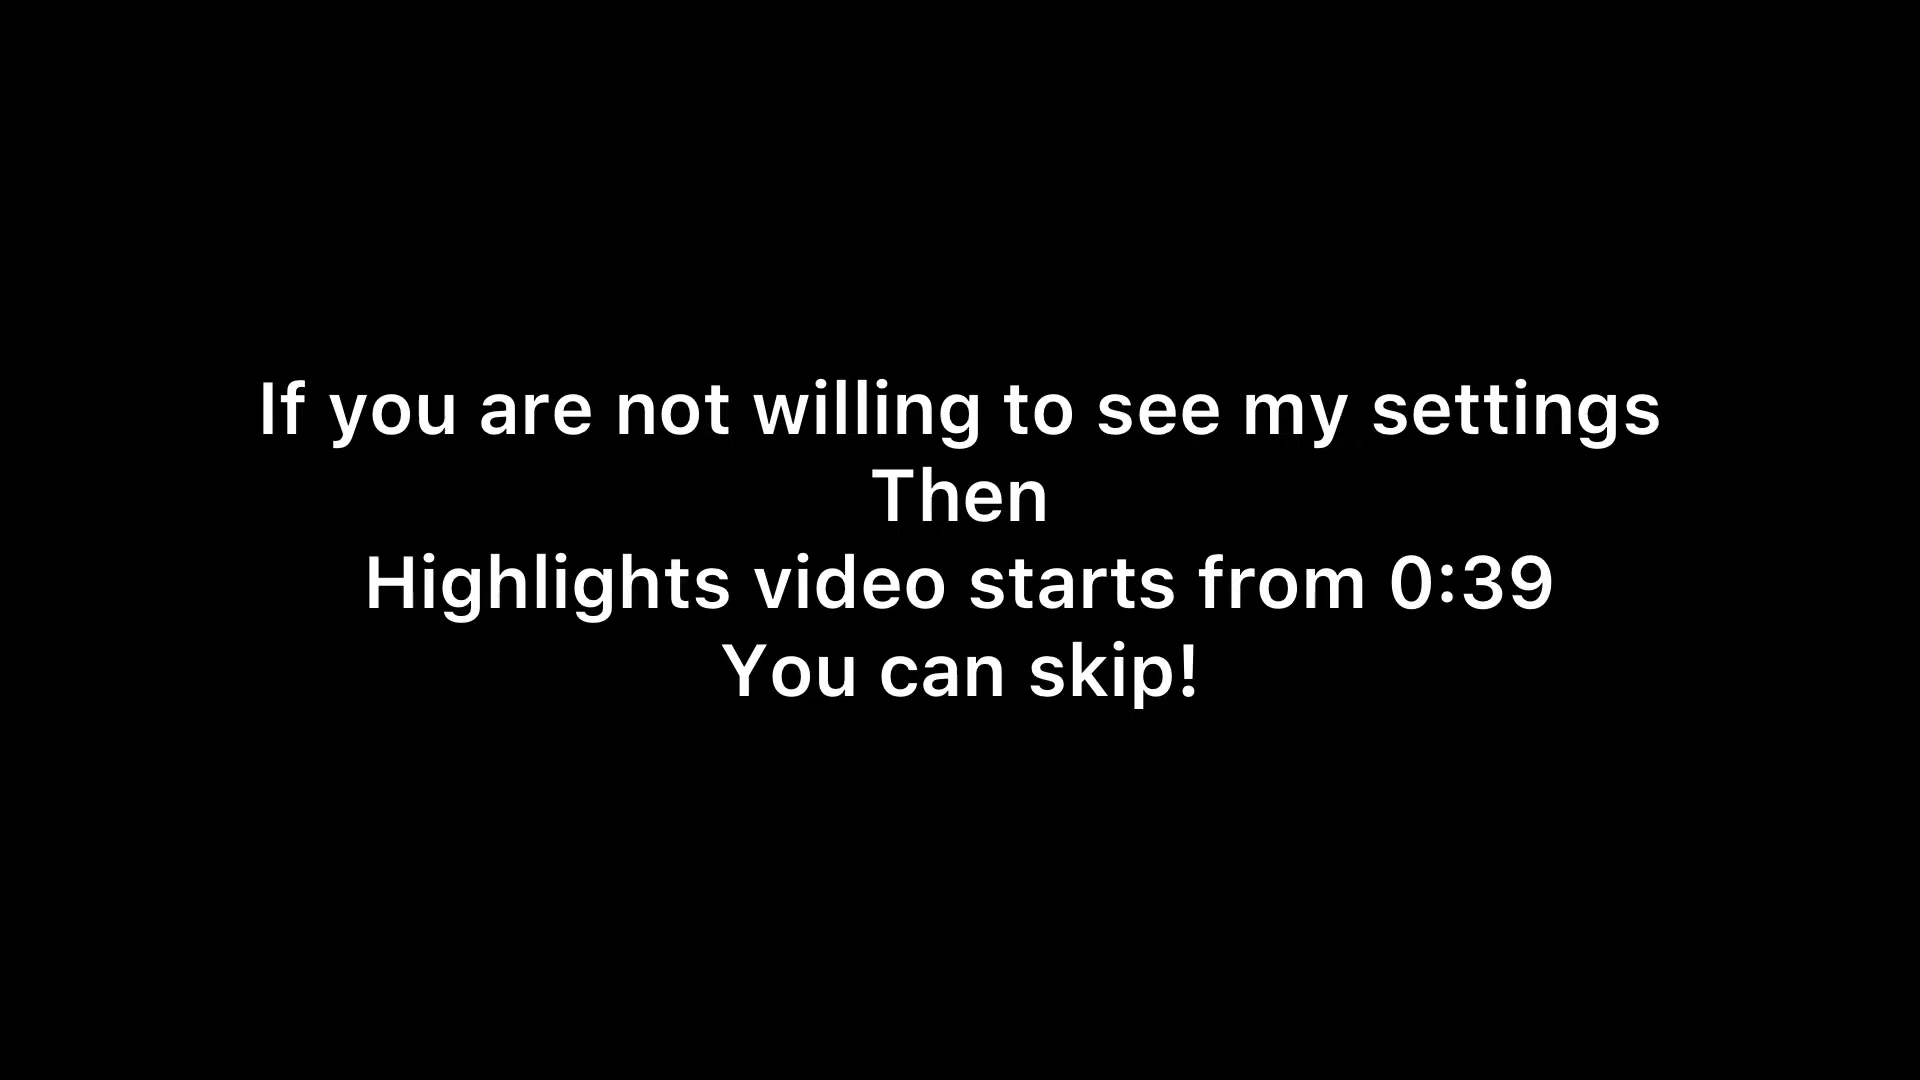 If you are not willing to see my settings
Then
Highlights video starts from 0:39
You can skip!